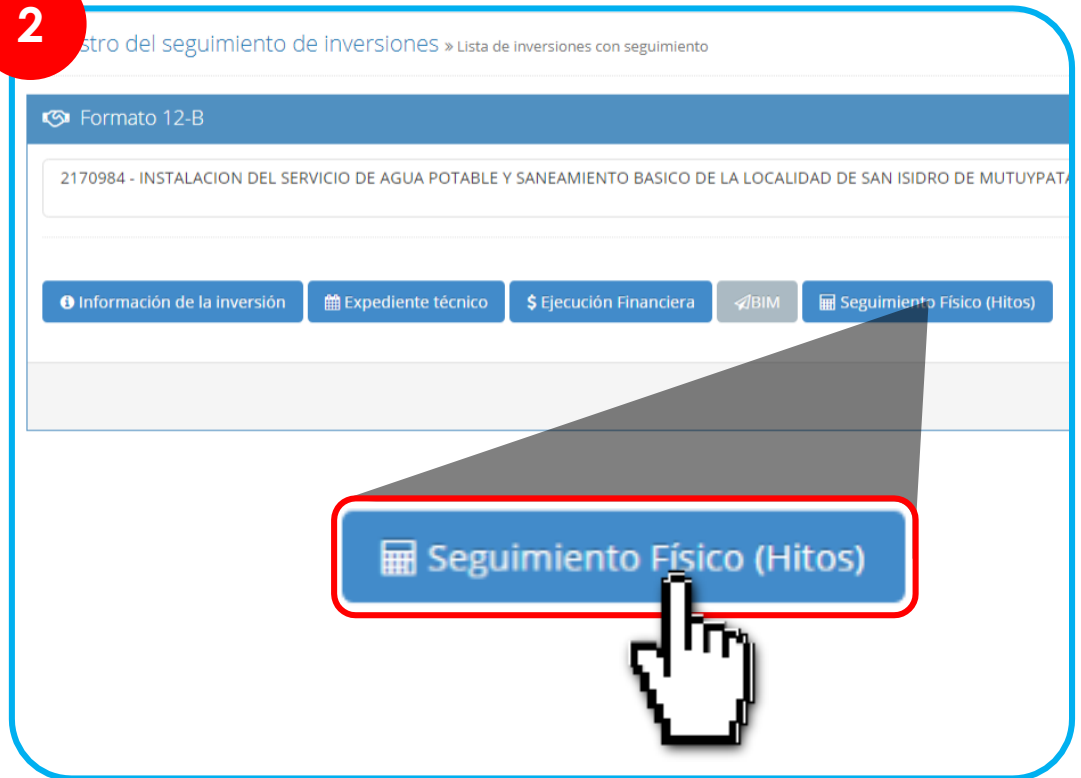 2
stro del seguimiento de inversiones » Lista de inversiones con seguimiento
Formato 12-B
2170984 - INSTALACION DEL SERVICIO DE AGUA POTABLE Y SANEAMIENTO BASICO DE LA LOCALIDAD DE SAN ISIDRO DE MUTUYPATA
Información de la inversión Expediente técnico $ Ejecución Financiera BIM Seguimiento Físico (Hitos)
Seguimiento Físico (Hitos)